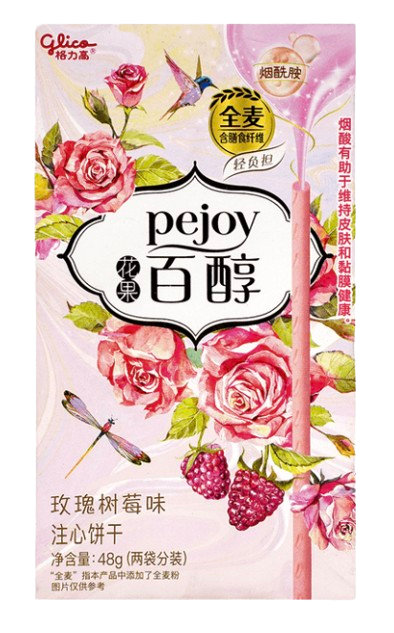 Glico
格力高
烟酰胺
全麦
含膳食纤维
轻负担
烟酸有助于维持皮肤和黏膜健康。
pejoy
花果
百醇
玫瑰树莓味
注心饼干
净含量:48g(两袋分装)
“全麦”指本产品中添加了全麦粉
图片仅供参考